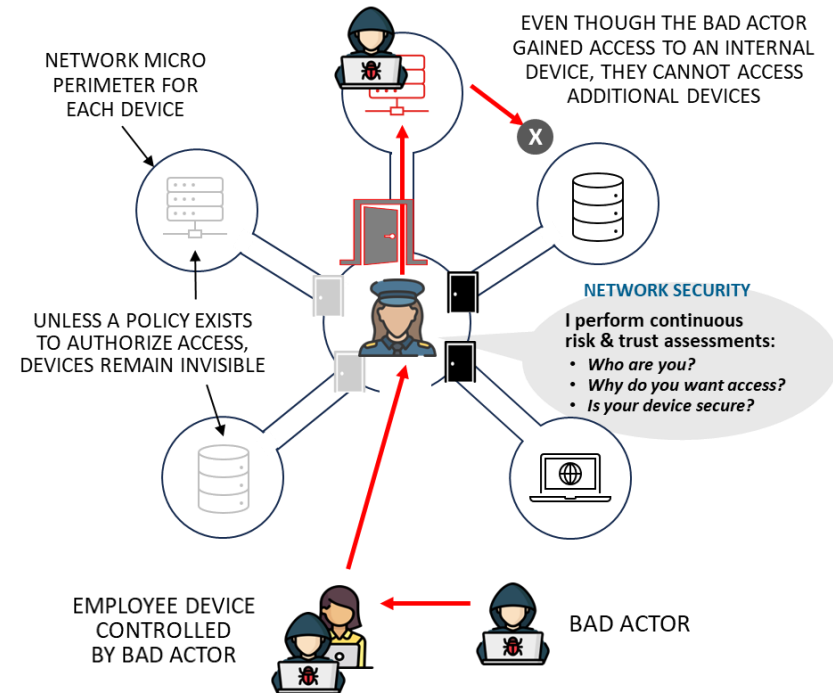 NETWORK MICRO
PERIMETER FOR
EACH DEVICE
EVEN THOUGH THE BAD ACTOR
GAINED ACCESS TO AN INTERNAL
DEVICE, THEY CANNOT ACCESS
ADDITIONAL DEVICES
X
UNLESS A POLICY EXISTS
TO AUTHORIZE ACCESS,
DEVICES REMAIN INVISIBLE
NETWORK SECURITY
I perform continuous
risk & trust assessments:
• Who are you?
• Why do you want access?
• Is your device secure?
EMPLOYEE DEVICE
CONTROLLED
BY BAD ACTOR
BAD ACTOR